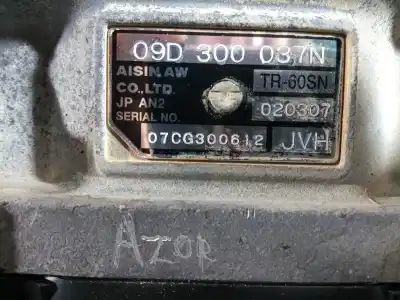 09D 300 037N
AISIN AW
CO., LTD.
TR-60SN
JP AN2
020307
SERIAL NO.
07CG300612
JVH
AZOR